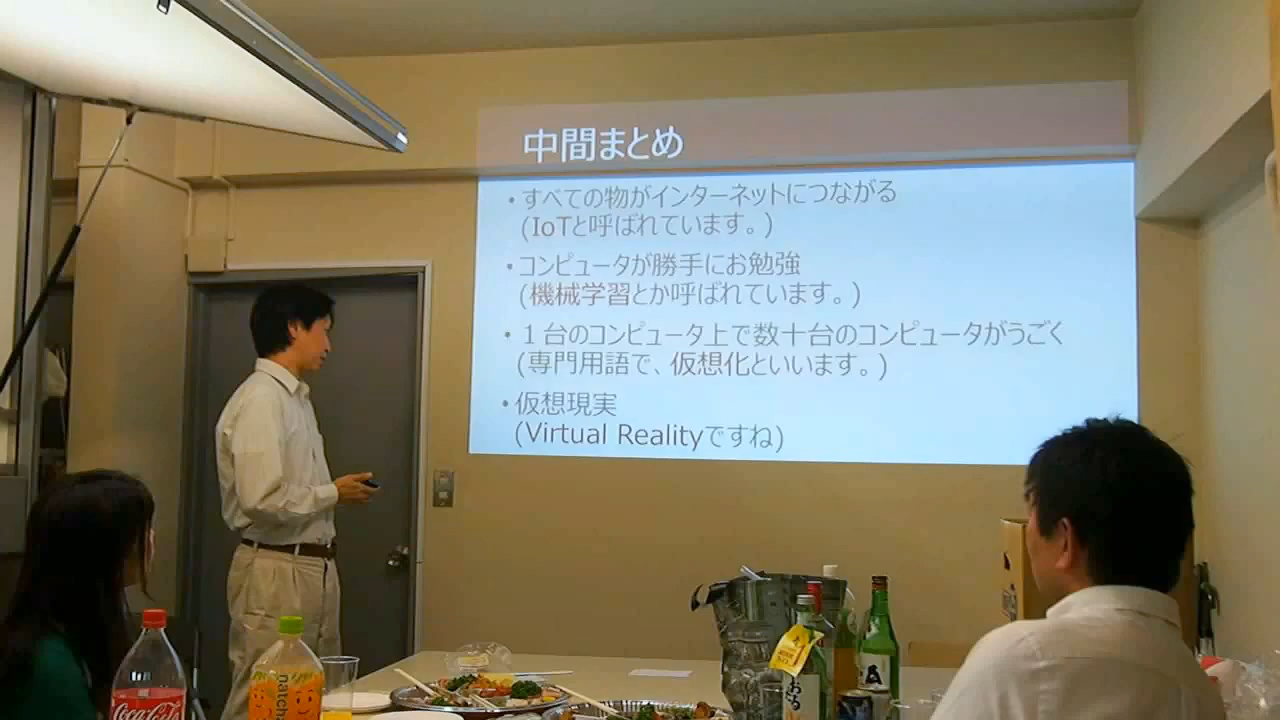 中間まとめ
・すべての物がインターネットにつながる
(IoTと呼ばれています。)
・コンピュータが勝手にお勉強
(機械学習とか呼ばれています。)
・１台のコンピュータ上で数十台のコンピュータがうごく
(専門用語で、仮想化といいます。)
・仮想現実
(Virtual Realityですね)
Coca-Cola
natcha